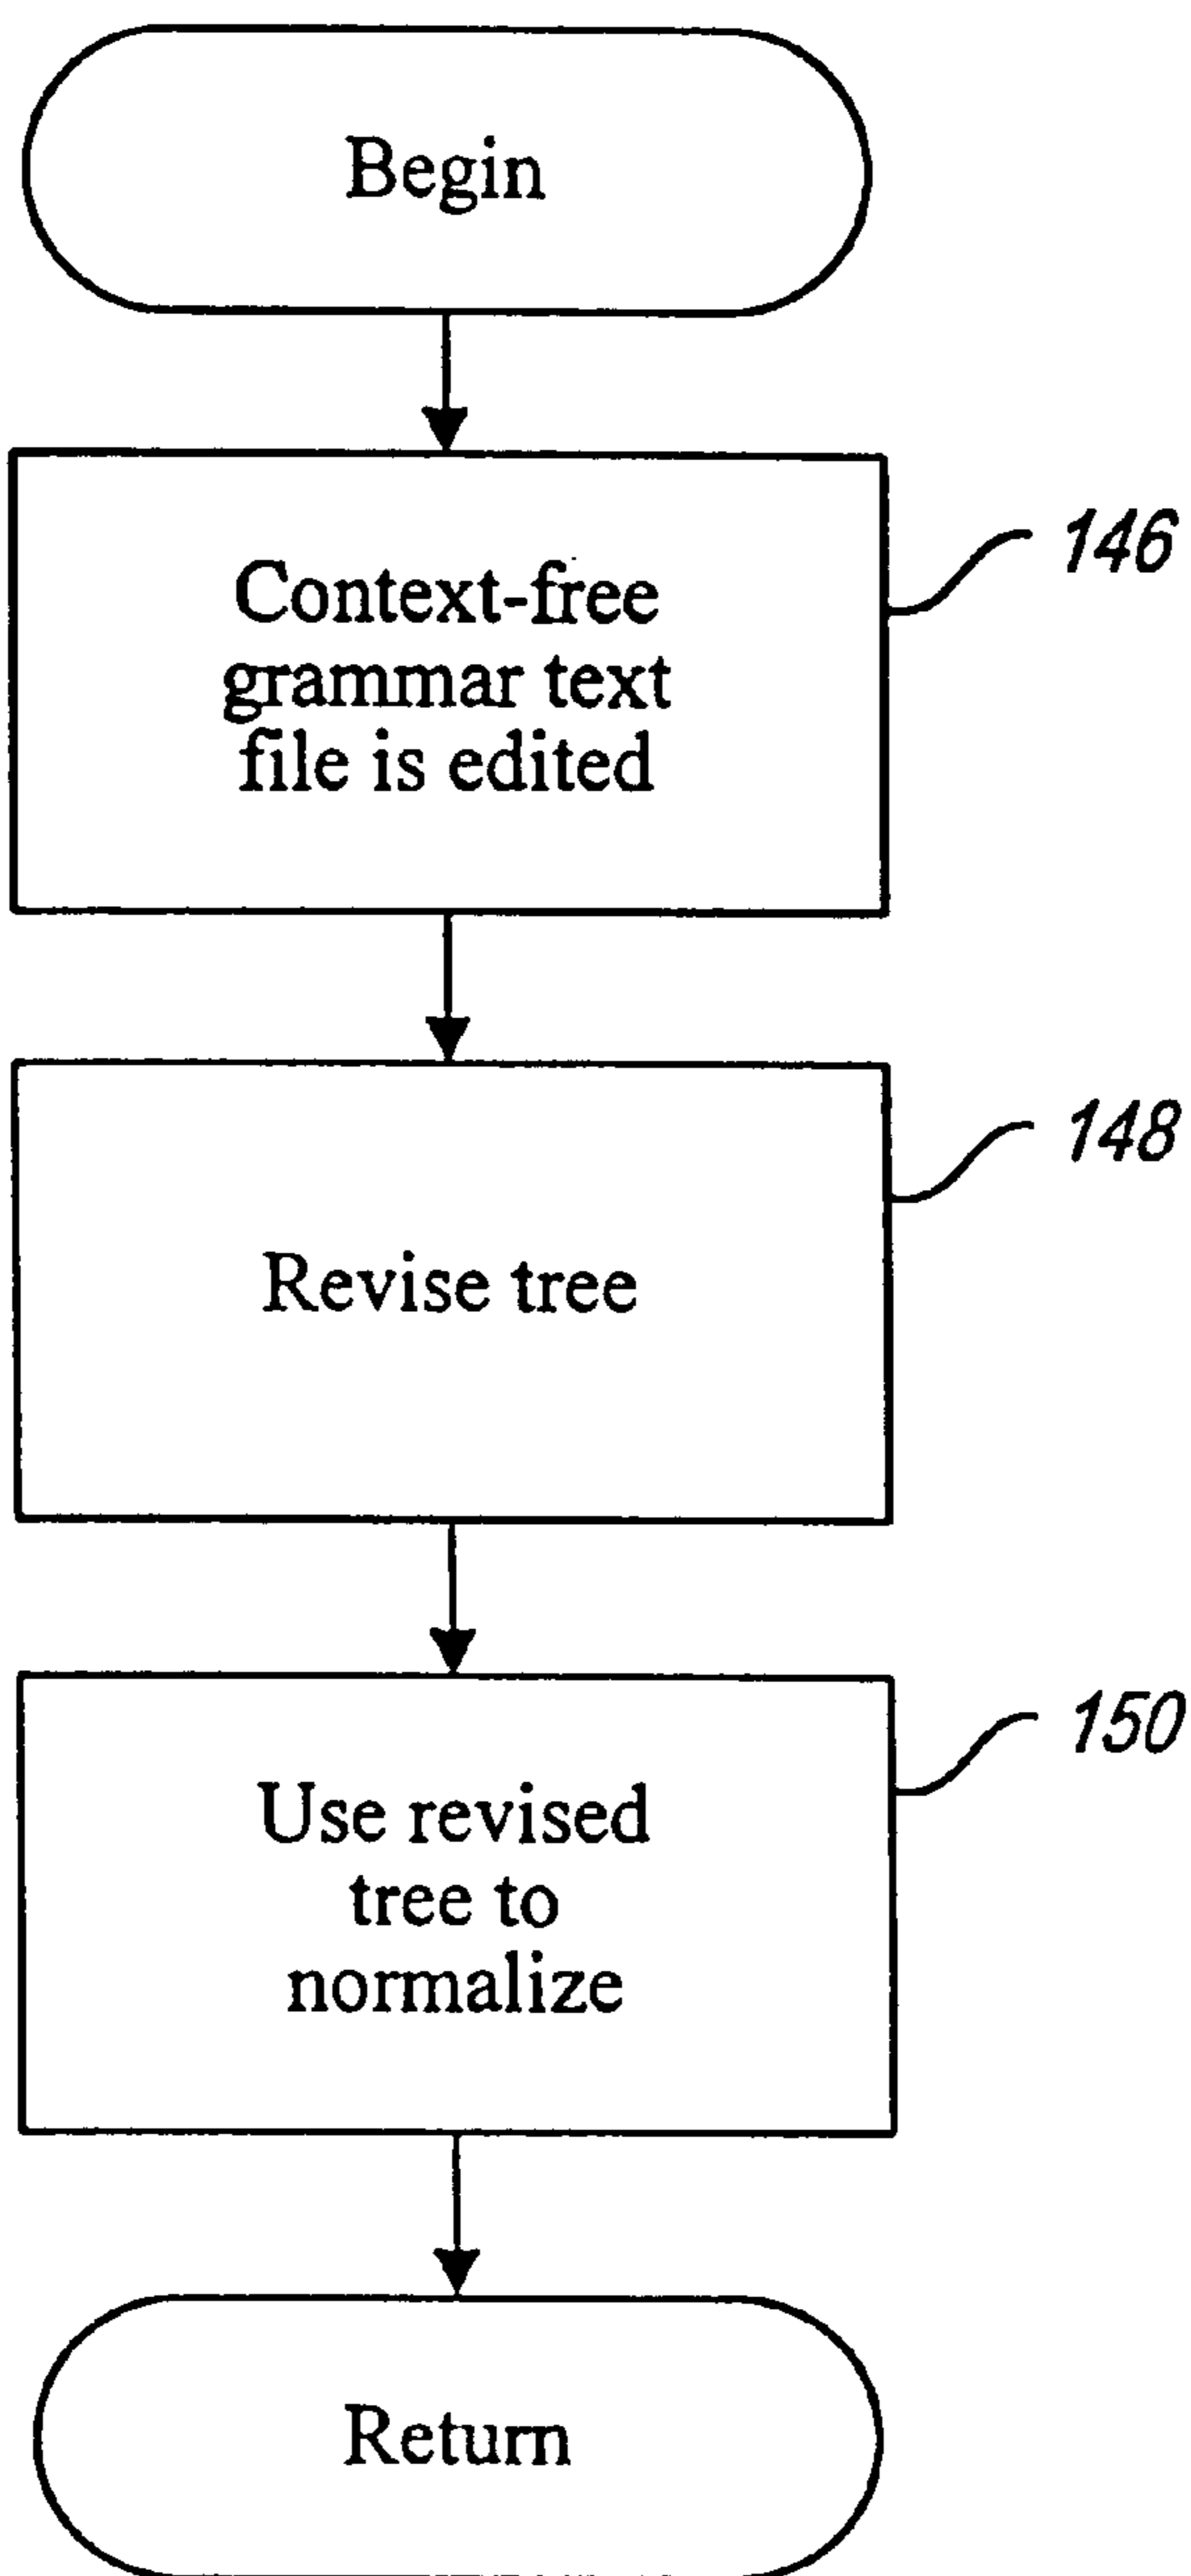 Begin
Context-free
grammar text
file is edited
146
Revise tree
148
Use revised
tree to
normalize
150
Return